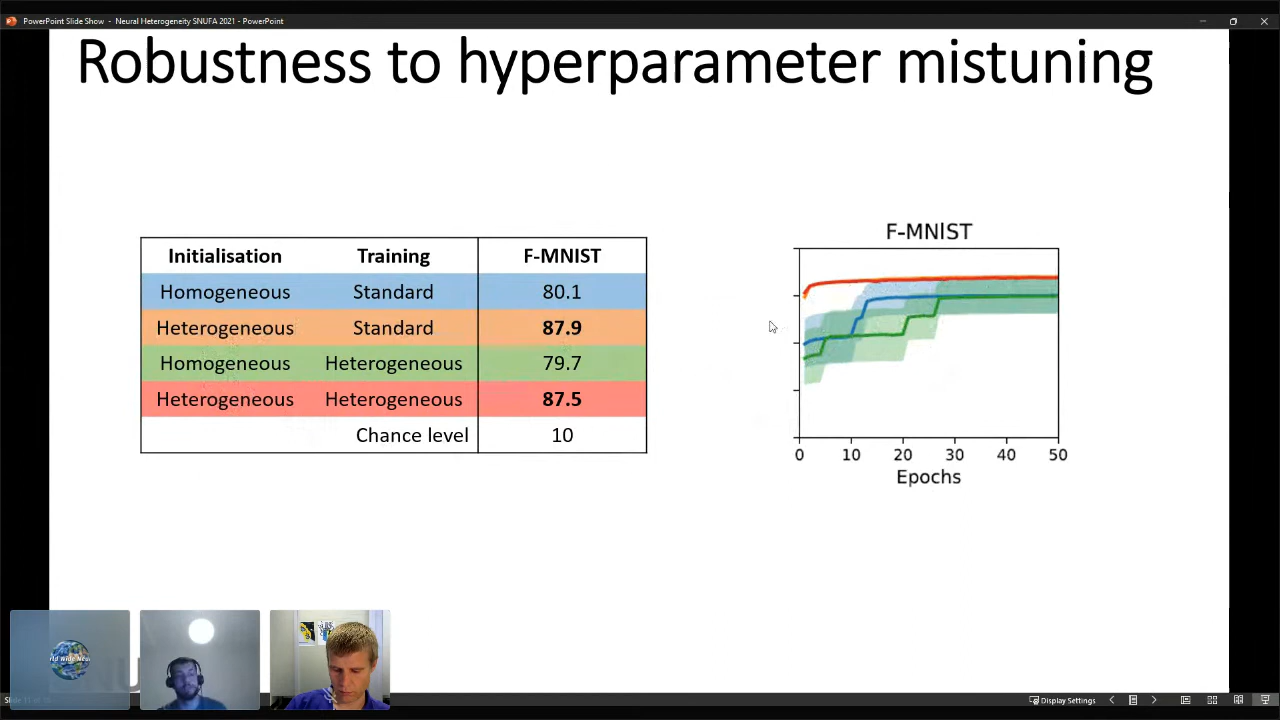 PowerPoint Slide Show - Neural Heterogeneity SNUFA 2021 - PowerPoint
Robustness to hyperparameter mistuning
Initialisation Training F-MNIST
Homogeneous Standard 80.1
Heterogeneous Standard 87.9
Homogeneous Heterogeneous 79.7
Heterogeneous Heterogeneous 87.5
Chance level 10
F-MNIST
0 10 20 30 40 50
Epochs
Display Settings